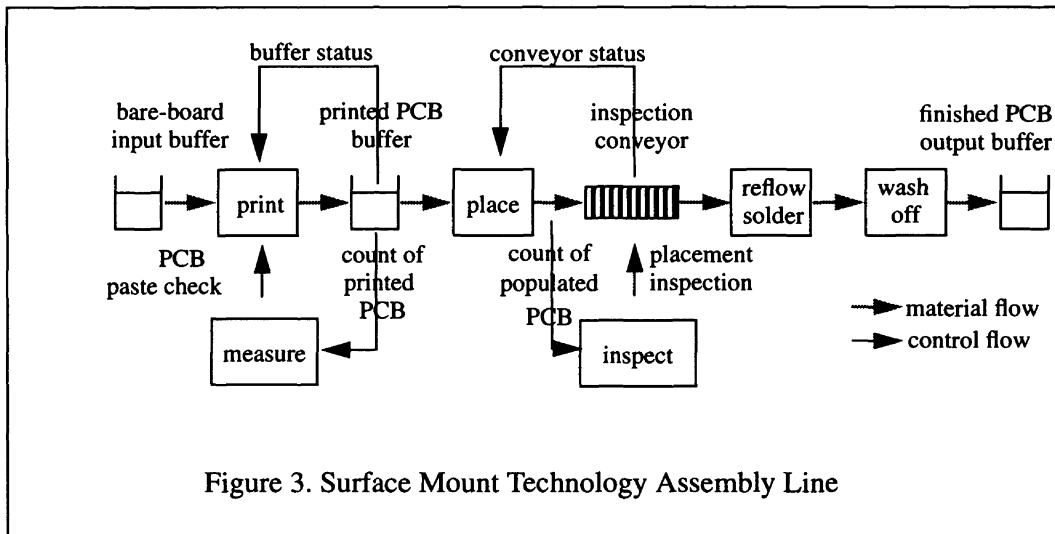 buffer status
conveyor status
bare-board
input buffer
printed PCB
buffer
inspection
conveyor
finished PCB
output buffer
print
place
reflow
solder
wash
off
PCB
paste check
count of
printed
PCB
count of
populated
PCB
placement
inspection
measure
inspect
material flow
control flow
Figure 3. Surface Mount Technology Assembly Line